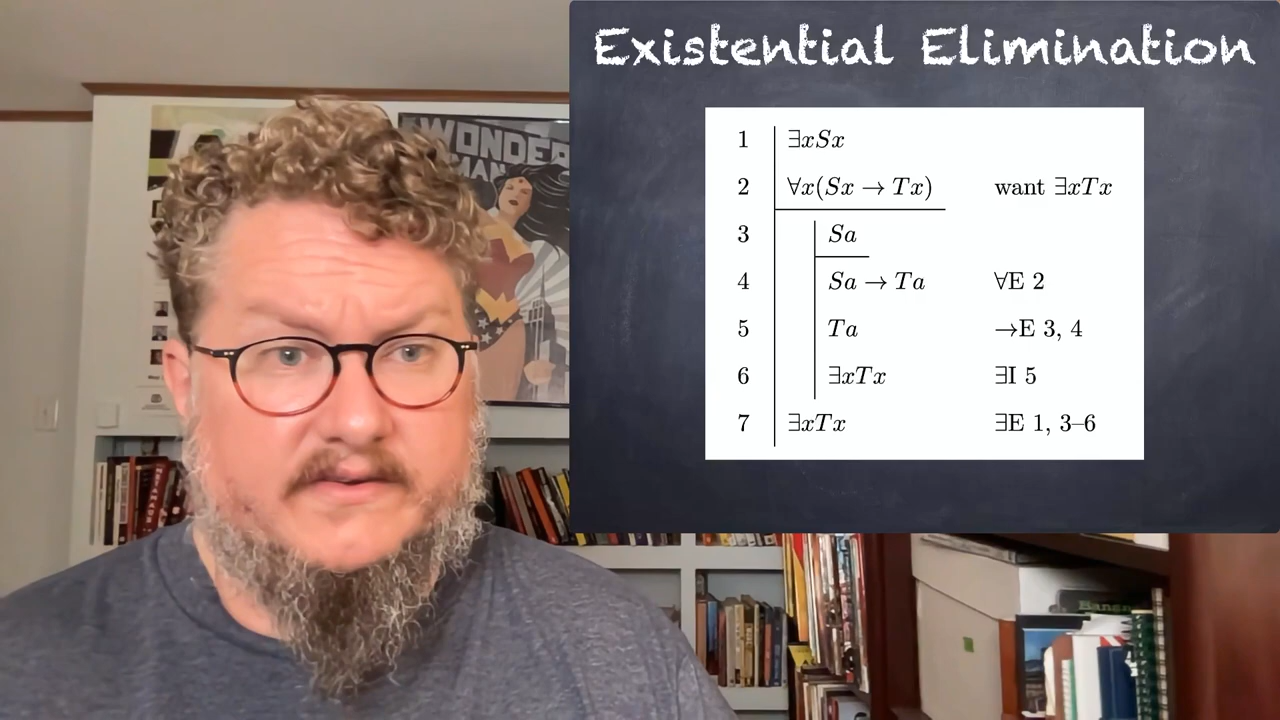 Existential Elimination
1 ∃xSx
2 ∀x(Sx → Tx) want ∃xTx
3 Sa
4 Sa → Ta ∀E 2
5 Ta →E 3, 4
6 ∃xTx ∃I 5
7 ∃xTx ∃E 1, 3–6
WONDER